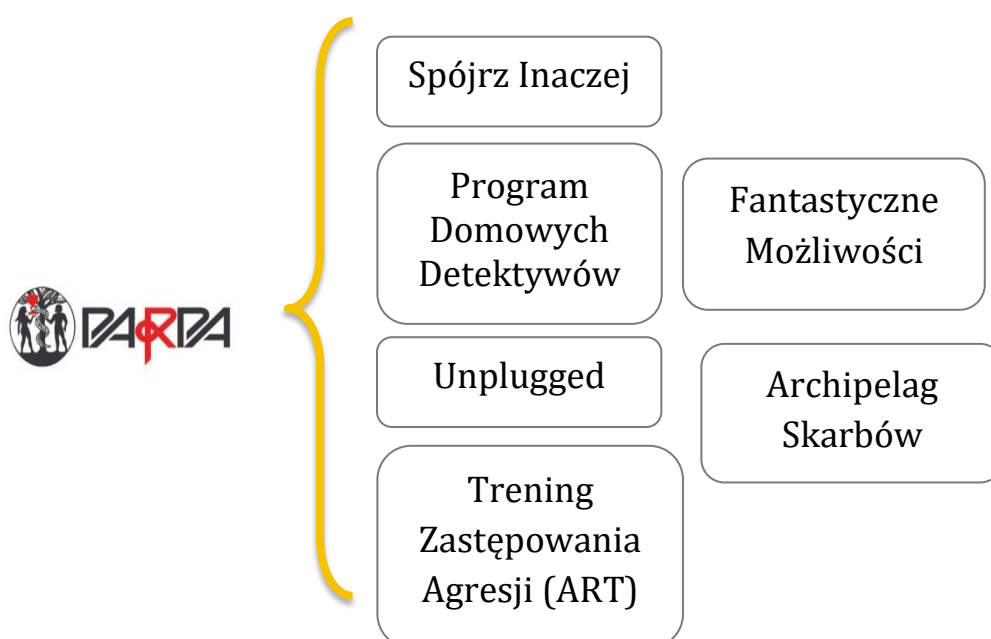 PARPA
Spójrz Inaczej
Program
Domowych
Detektywów
Fantastyczne
Możliwości
Unplugged
Archipelag
Skarbów
Trening
Zastępowania
Agresji (ART)